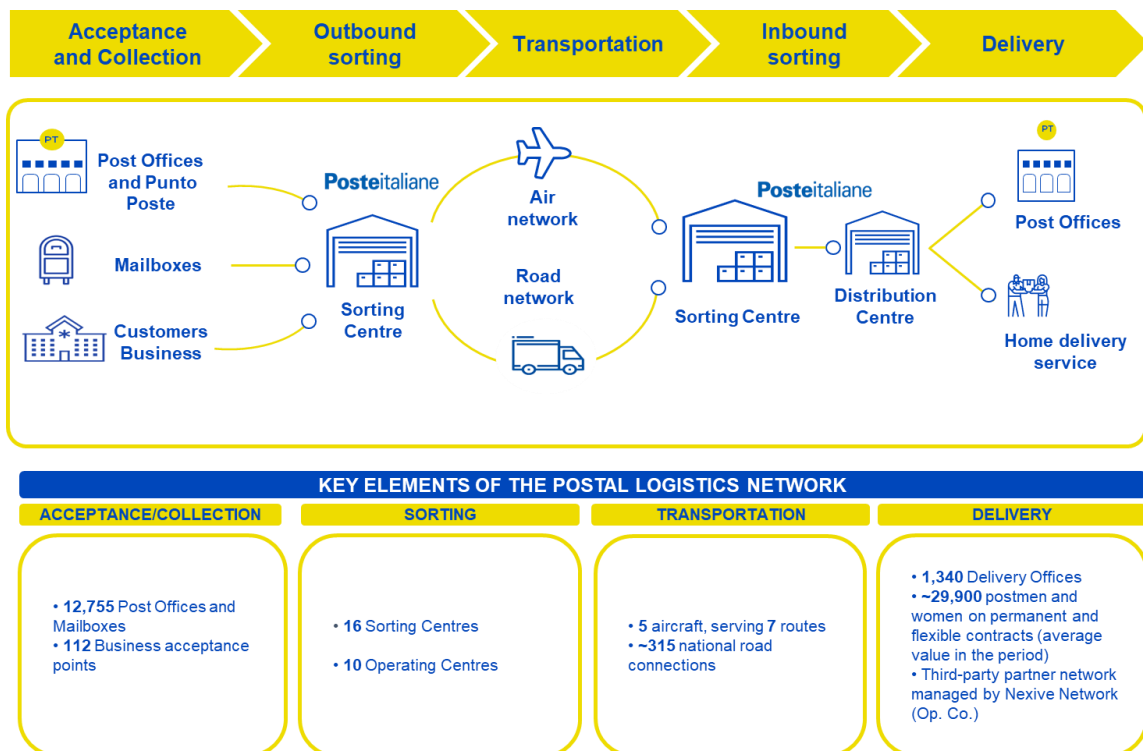 Acceptance
and Collection
Outbound
sorting
Transportation
Inbound
sorting
Delivery
PT
Post Offices
and Punto
Poste
Mailboxes
Customers
Business
Posteitaliane
Sorting
Centre
Air
network
Road
network
Posteitaliane
Sorting Centre
Distribution
Centre
PT
Post Offices
Home delivery
service
KEY ELEMENTS OF THE POSTAL LOGISTICS NETWORK
ACCEPTANCE/COLLECTION
• 12,755 Post Offices and
Mailboxes
• 112 Business acceptance
points
SORTING
• 16 Sorting Centres
• 10 Operating Centres
TRANSPORTATION
• 5 aircraft, serving 7 routes
• ~315 national road
connections
DELIVERY
• 1,340 Delivery Offices
• ~29,900 postmen and
women on permanent and
flexible contracts (average
value in the period)
• Third-party partner network
managed by Nexive Network
(Op. Co.)